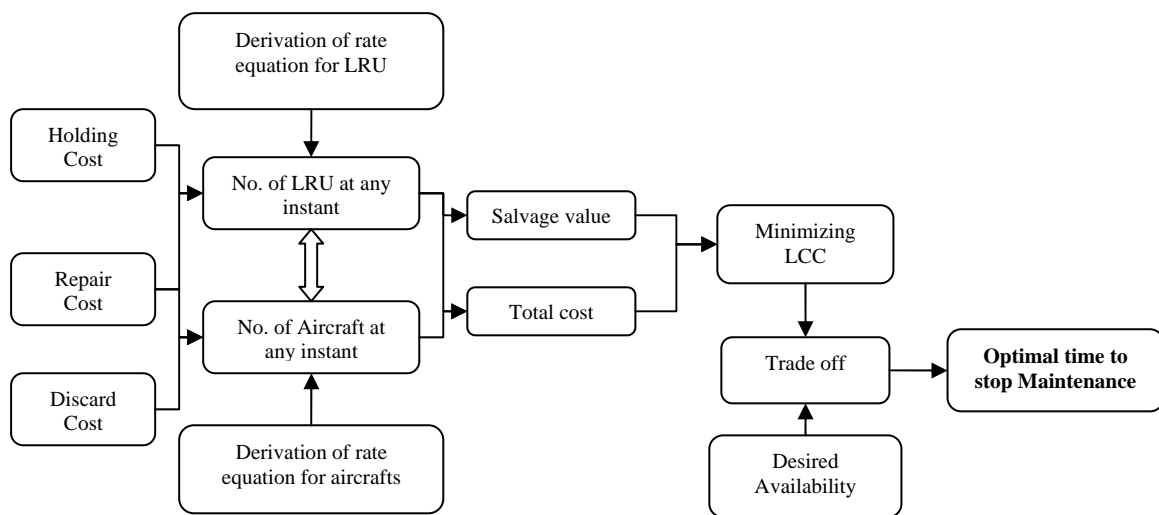 Derivation of rate
equation for LRU
Holding
Cost
No. of LRU at any
instant
Salvage value
Minimizing
LCC
Repair
Cost
Total cost
No. of Aircraft at
any instant
Trade off
Optimal time to
stop Maintenance
Discard
Cost
Derivation of rate
equation for aircrafts
Desired
Availability